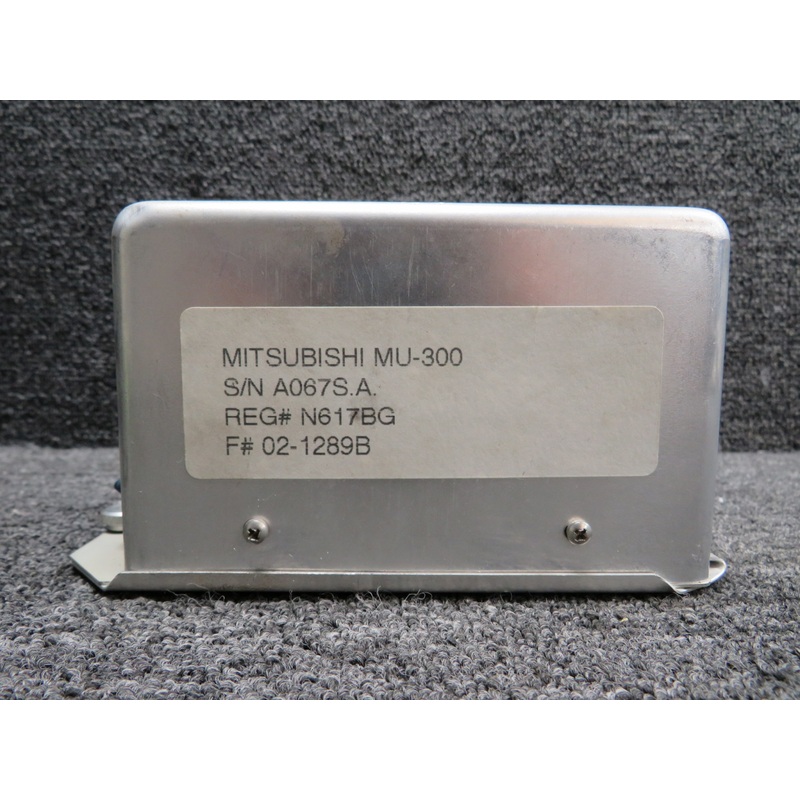 MITSUBISHI MU-300
S/N A067S.A.
REG# N617BG
F# 02-1289B